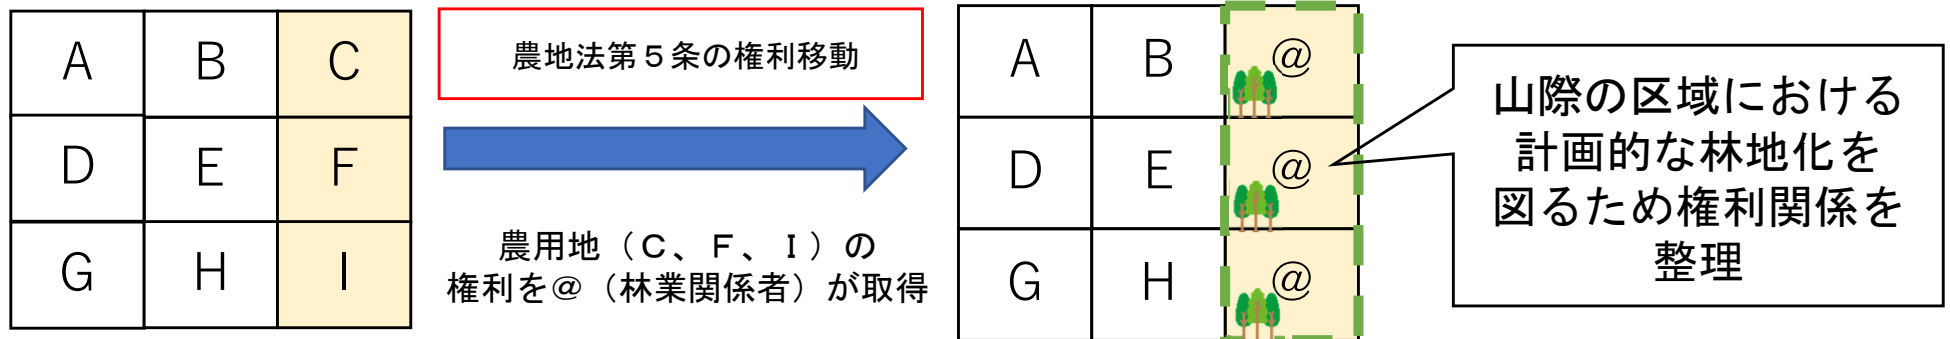 A B C
D E F
G H I
農地法第５条の権利移動
農用地（Ｃ、Ｆ、Ｉ）の
権利を＠（林業関係者）が取得
A B ＠
D E ＠
G H ＠
山際の区域における
計画的な林地化を
図るため権利関係を
整理